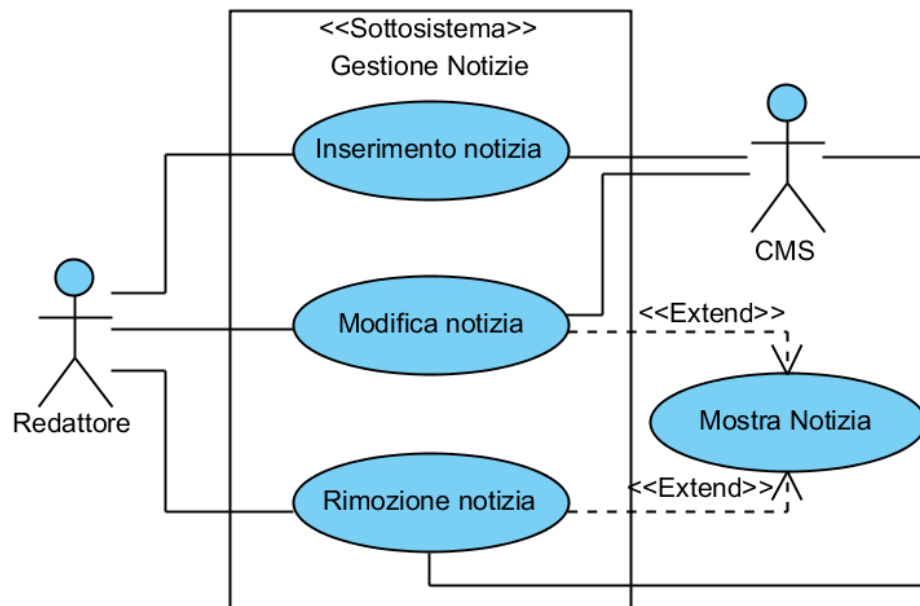 <<Sottosistema>>
Gestione Notizie
Inserimento notizia
CMS
Modifica notizia
<<Extend>>
Redattore
Mostra Notizia
Rimozione notizia
<<Extend>>